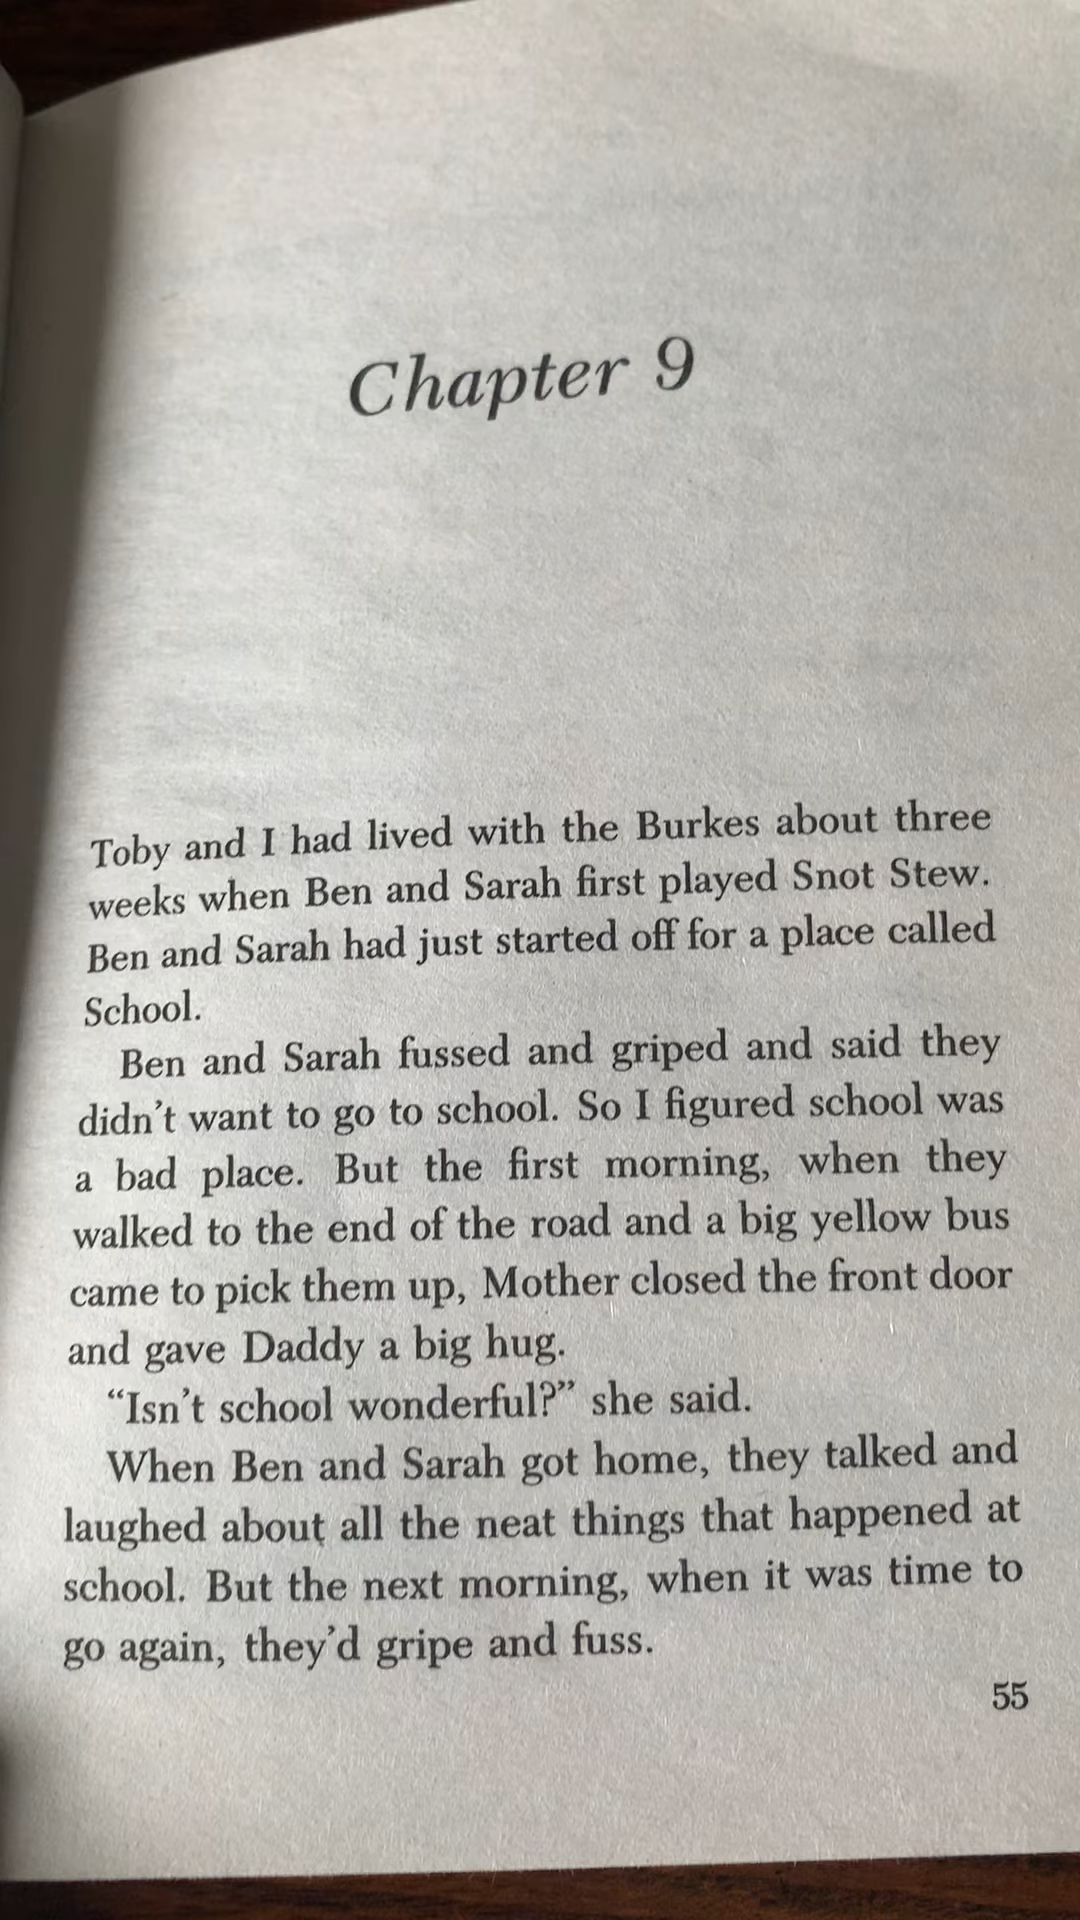 Chapter 9
Toby and I had lived with the Burkes about three
weeks when Ben and Sarah first played Snot Stew.
Ben and Sarah had just started off for a place called
School.
Ben and Sarah fussed and griped and said they
didn’t want to go to school. So I figured school was
a bad place. But the first morning, when they
walked to the end of the road and a big yellow bus
came to pick them up, Mother closed the front door
and gave Daddy a big hug.
“Isn’t school wonderful?” she said.
When Ben and Sarah got home, they talked and
laughed about all the neat things that happened at
school. But the next morning, when it was time to
go again, they’d gripe and fuss.
55